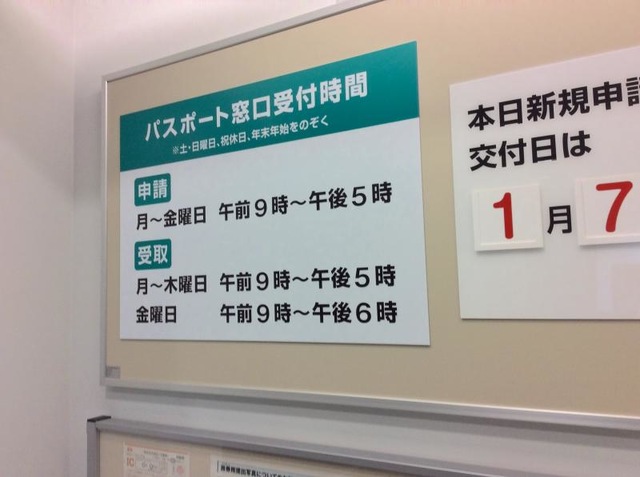 パスポート窓口受付時間
※土・日曜日、祝休日、年末年始をのぞく
申請
月～金曜日 午前9時～午後5時
受取
月～木曜日 午前9時～午後5時
金曜日 午前9時～午後6時
本日新規申請
交付日は
1月7